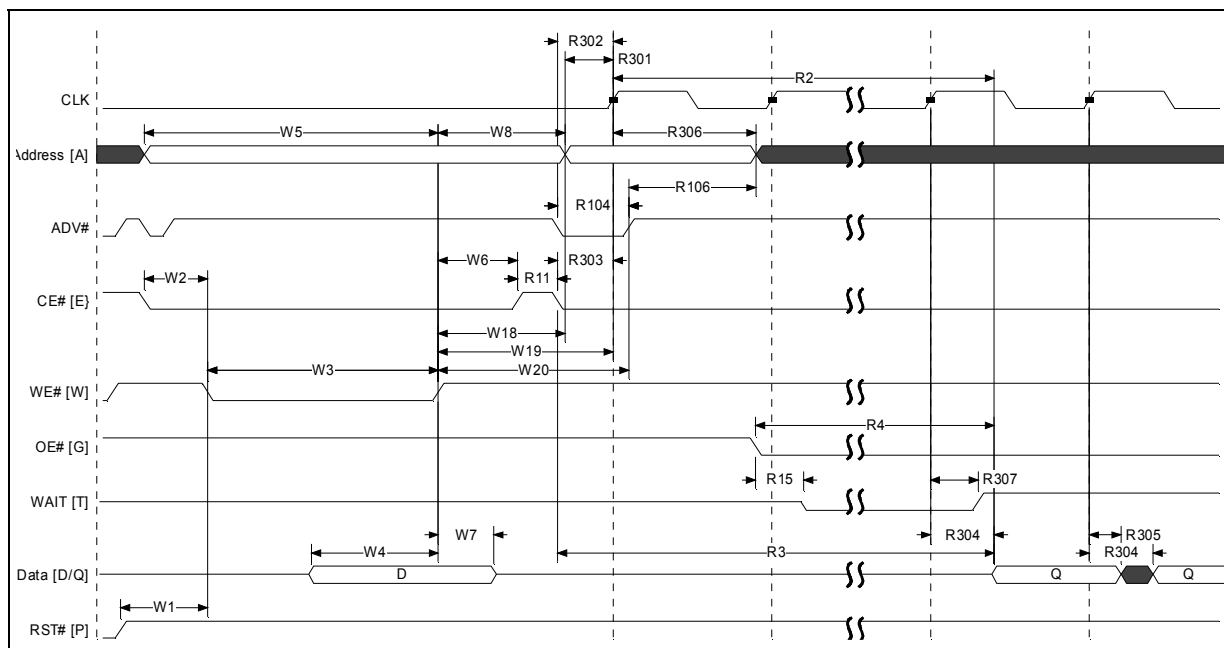 R302
R301
R2
CLK
W5
W8
R306
Address [A]
R106
R104
ADV#
W6
R303
R11
W2
CE# [E}
W18
W19
W3
W20
WE# [W]
R4
OE# [G]
R15
R307
WAIT [T]
W7
R304
R305
W4
R3
R304
Data [D/Q]
D
Q
Q
W1
RST# [P]